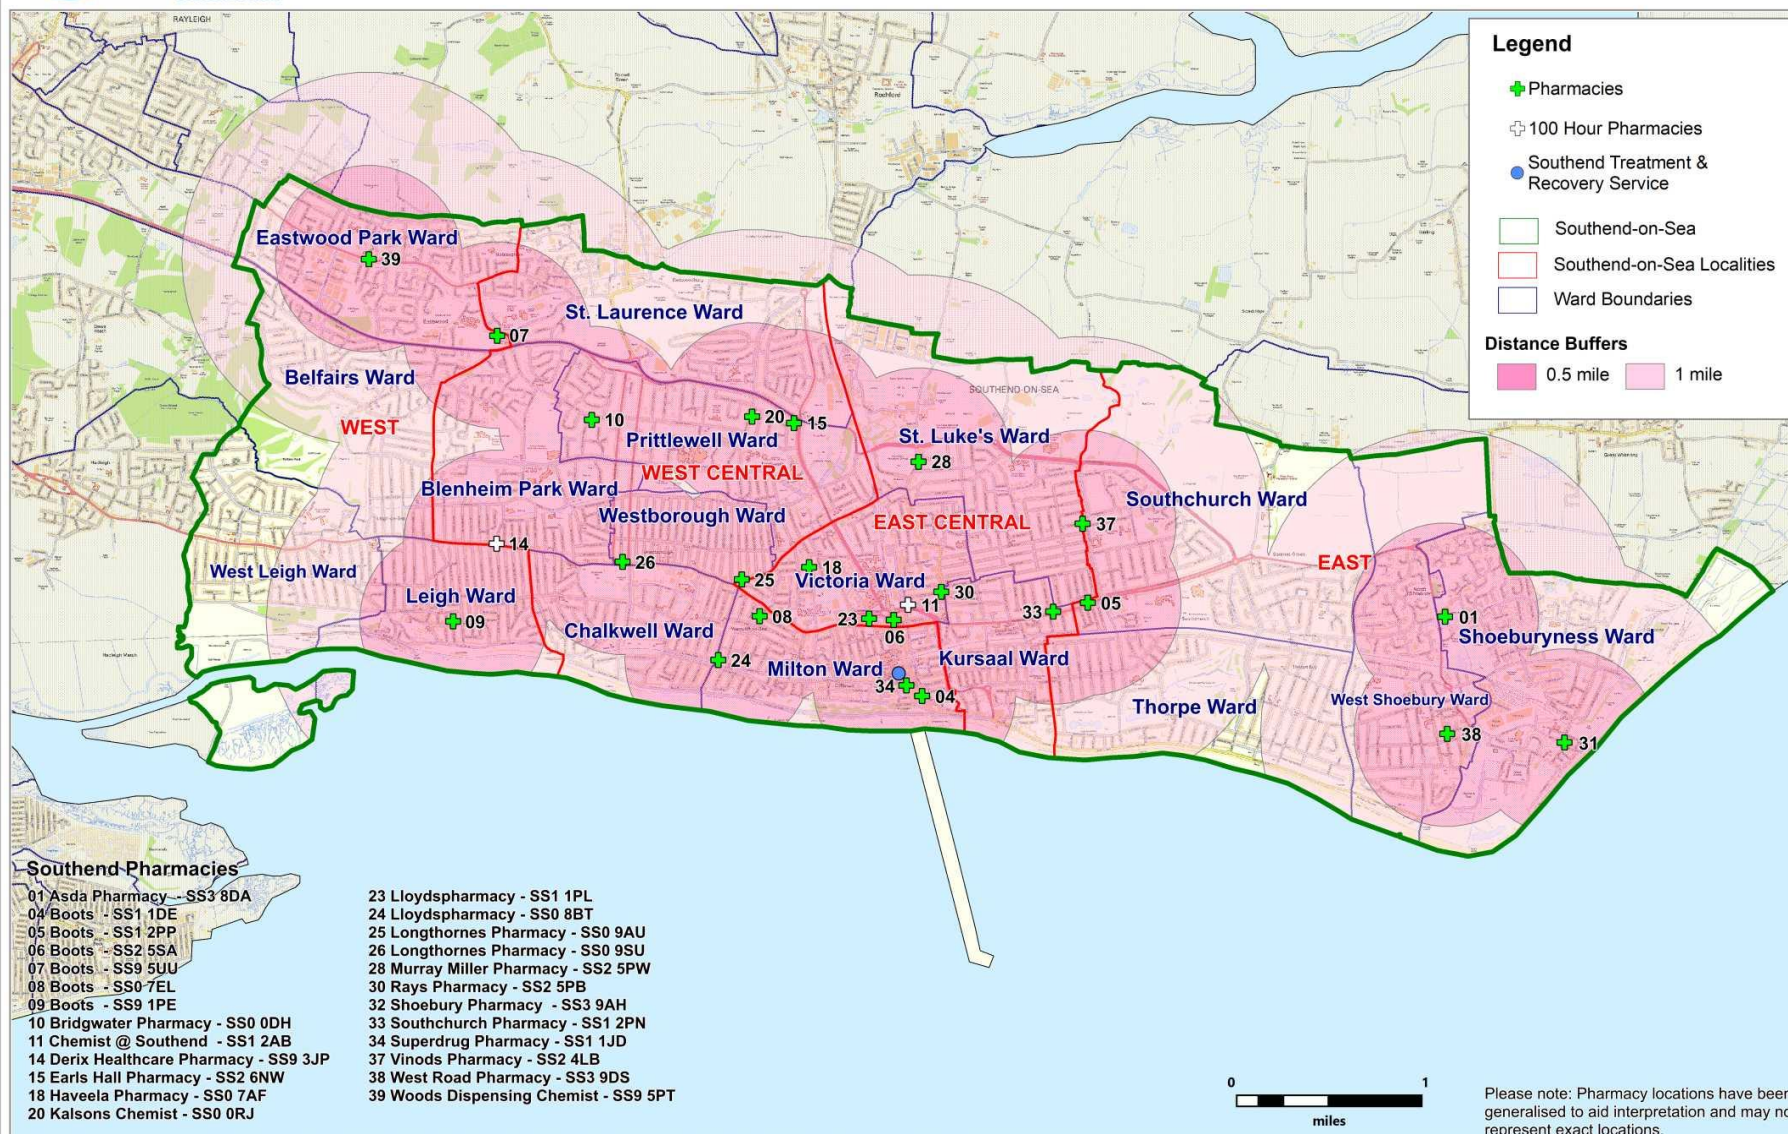 RAYLEIGH
Rochford
Legend
Pharmacies
100 Hour Pharmacies
Southend Treatment &
Recovery Service
Southend-on-Sea
Southend-on-Sea Localities
Ward Boundaries
Distance Buffers
0.5 mile
1 mile
Eastwood Park Ward
39
07
St. Laurence Ward
Belfairs Ward
SOUTHEND ON-SEA
WEST
10
20
15
Prittlewell Ward
St. Luke's Ward
28
WEST CENTRAL
Blenheim Park Ward
Southchurch Ward
Westborough Ward
EAST CENTRAL
37
14
26
18
EAST
West Leigh Ward
25
Victoria Ward
30
Leigh Ward
11
33
05
09
08
23
06
01
Chalkwell Ward
Shoeburyness Ward
24
Milton Ward
Kursaal Ward
34
04
Thorpe Ward
West Shoebury Ward
38
31
Southend Pharmacies
01 Asda Pharmacy - SS3 8DA
04 Boots - SS1 1DE
05 Boots - SS1 2PP
06 Boots - SS2 5SA
07 Boots - SS9 5UU
08 Boots - SS0 7EL
09 Boots - SS9 1PE
10 Bridgwater Pharmacy - SS0 0DH
11 Chemist @ Southend - SS1 2AB
14 Derix Healthcare Pharmacy - SS9 3JP
15 Earls Hall Pharmacy - SS2 6NW
18 Haveela Pharmacy - SS0 7AF
20 Kalsons Chemist - SS0 0RJ
23 Lloydspharmacy - SS1 1PL
24 Lloydspharmacy - SS0 8BT
25 Longthornes Pharmacy - SS0 9AU
26 Longthornes Pharmacy - SS0 9SU
28 Murray Miller Pharmacy - SS2 5PW
30 Rays Pharmacy - SS2 5PB
32 Shoebury Pharmacy - SS3 9AH
33 Southchurch Pharmacy - SS1 2PN
34 Superdrug Pharmacy - SS1 1JD
37 Vinods Pharmacy - SS2 4LB
38 West Road Pharmacy - SS3 9DS
39 Woods Dispensing Chemist - SS9 5PT
0 1
miles
Please note: Pharmacy locations have been
generalised to aid interpretation and may no
represent exact locations.